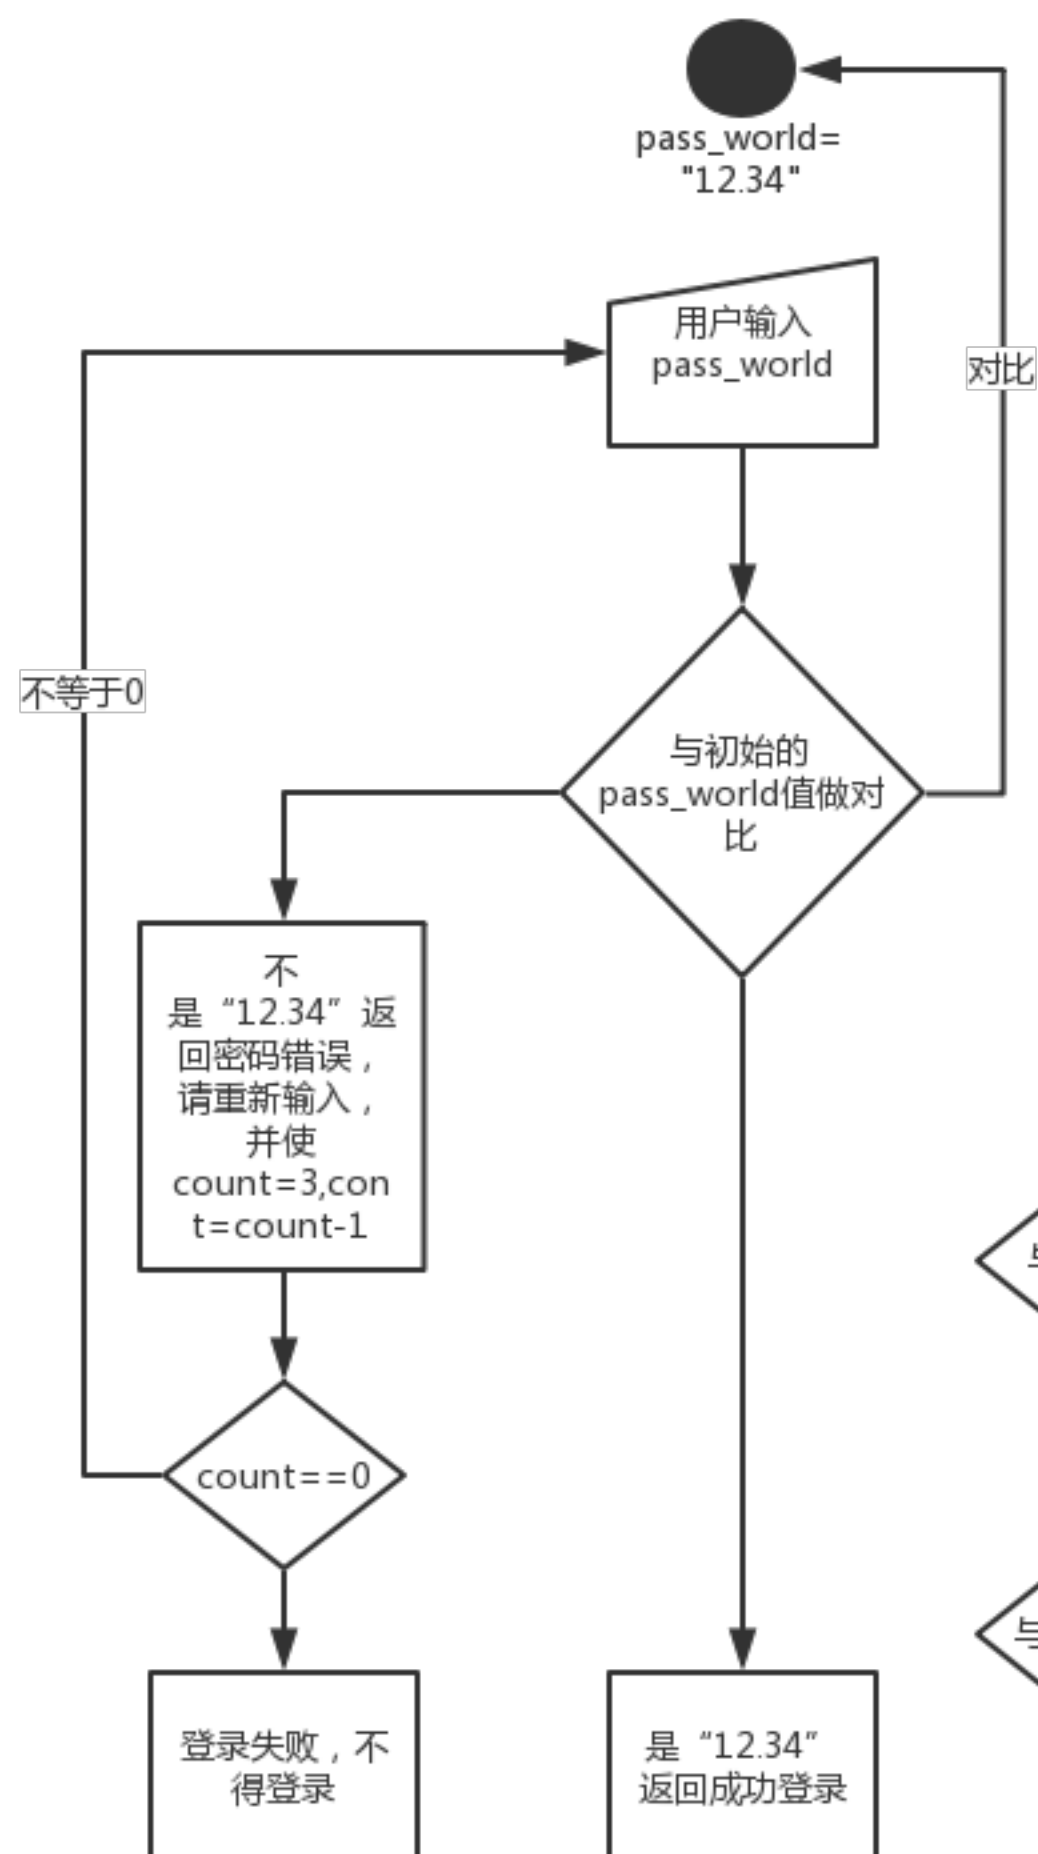 pass_world=
"12.34"
用户输入
pass_world
对比
不等于0
与初始的
pass_world值做对
比
不
是“12.34”返
回密码错误，
请重新输入，
并使
count=3,con
t=count-1
count==0
与
登录失败，不
得登录
是“12.34”
返回成功登录